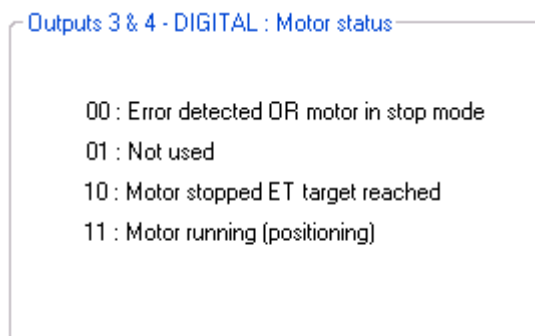 Outputs 3 & 4 - DIGITAL : Motor status
00 : Error detected OR motor in stop mode
01 : Not used
10 : Motor stopped ET target reached
11 : Motor running (positioning)